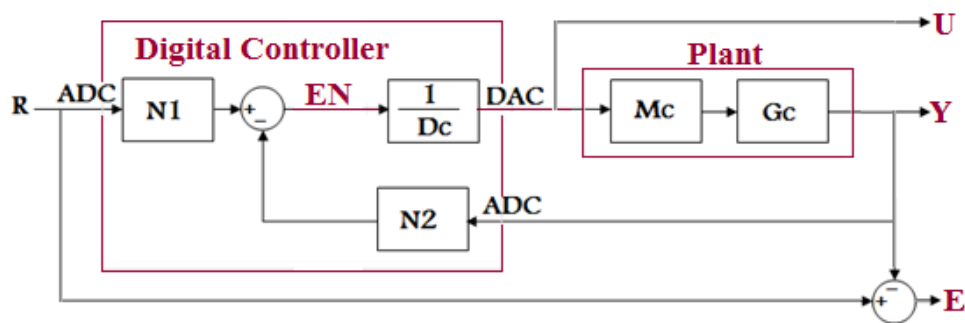 U
Digital Controller
Plant
R
ADC
N1
+
−
EN
1
Dc
DAC
Mc
Gc
Y
N2
ADC
−
+
E